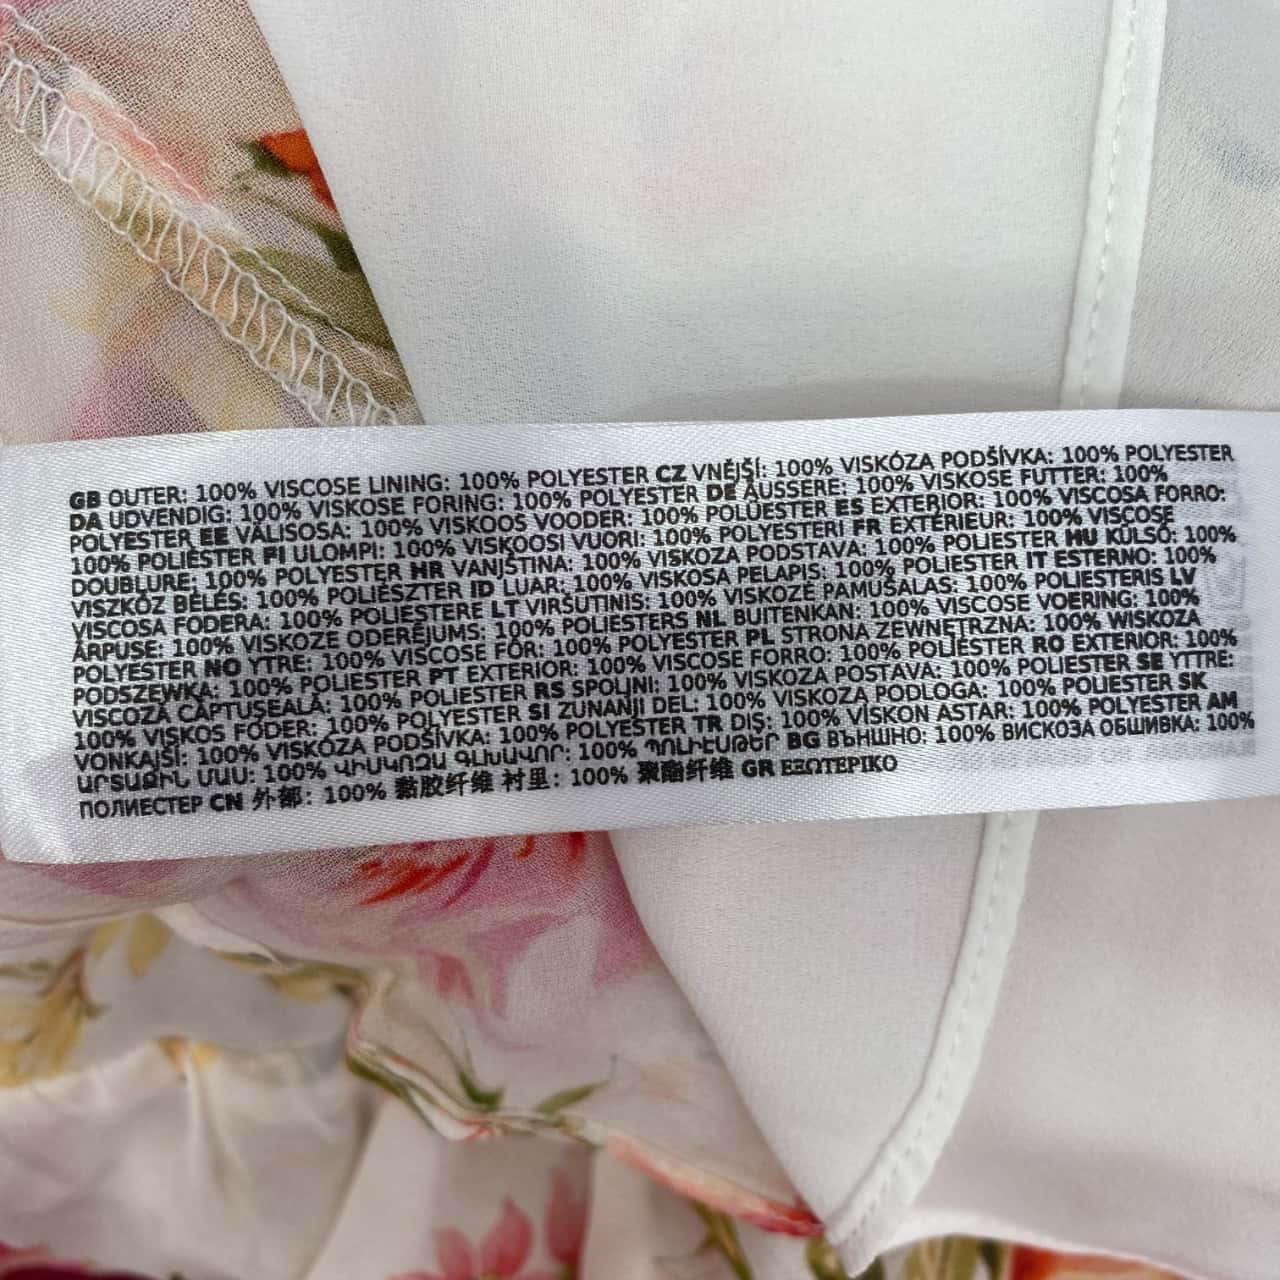 GB OUTER: 100% VISCOSE LINING: 100% POLYESTER CZ VNĚJŠÍ: 100% VISKÓZA PODŠÍVKA: 100% POLYESTER
DA UDVENDIG: 100% VISKOSE FORING: 100% POLYESTER DE ÄUSSERE: 100% VISKOSE FUTTER: 100%
POLYESTER EE VÄLISOSA: 100% VISKOOS VOODER: 100% POLÜESTER ES EXTERIOR: 100% VISCOSA FORRO:
100% POLIÉSTER FI ULOMPI: 100% VISKOOSI VUORI: 100% POLYESTERI FR EXTÉRIEUR: 100% VISCOSE
DOUBLURE: 100% POLYESTER HR VANJŠTINA: 100% VISKOZA PODSTAVA: 100% POLIESTER HU KÜLSŐ: 100%
VISZKÓZ BÉLÉS: 100% POLIÉSZTER ID LUAR: 100% VISKOSA PELAPIS: 100% POLIESTER IT ESTERNO: 100%
VISCOSA FODERA: 100% POLIESTERE LT VIRŠUTINIS: 100% VISKOZĖ PAMUŠALAS: 100% POLIESTERIS LV
ĀRPUSE: 100% VISKOZE ODERĒJUMS: 100% POLIESTERS NL BUITENKAN: 100% VISCOSE VOERING: 100%
POLYESTER NO YTRE: 100% VISCOSE FÔR: 100% POLYESTER PL STRONA ZEWNĘTRZNA: 100% WISKOZA
PODSZEWKA: 100% POLIESTER PT EXTERIOR: 100% VISCOSE FORRO: 100% POLIÉSTER RO EXTERIOR: 100%
VISCOZĂ CĂPTUȘEALĂ: 100% POLIESTER RS SPOLJNI: 100% VISKOZA POSTAVA: 100% POLIESTER SE YTTRE:
100% VISKOS FODER: 100% POLYESTER SI ZUNANJI DEL: 100% VISKOZA PODLOGA: 100% POLIESTER SK
VONKAJŠÍ: 100% VISKÓZA PODŠÍVKA: 100% POLYESTER TR DIŞ: 100% VİSKON ASTAR: 100% POLYESTER AM
ԱՐՏԱՔԻՆ ՄԱՍ: 100% ՎԻՍԿՈԶԱ ԳԼԽԱՎՈՐ: 100% ՊՈԼԻԷՍԹԵՐ BG ВЪНШНО: 100% ВИСКОЗА ОБШИВКА: 100%
ПОЛИЕСТЕР CN 外部: 100% 黏胶纤维 衬里: 100% 聚酯纤维 GR ΕΞΩΤΕΡΙΚΟ